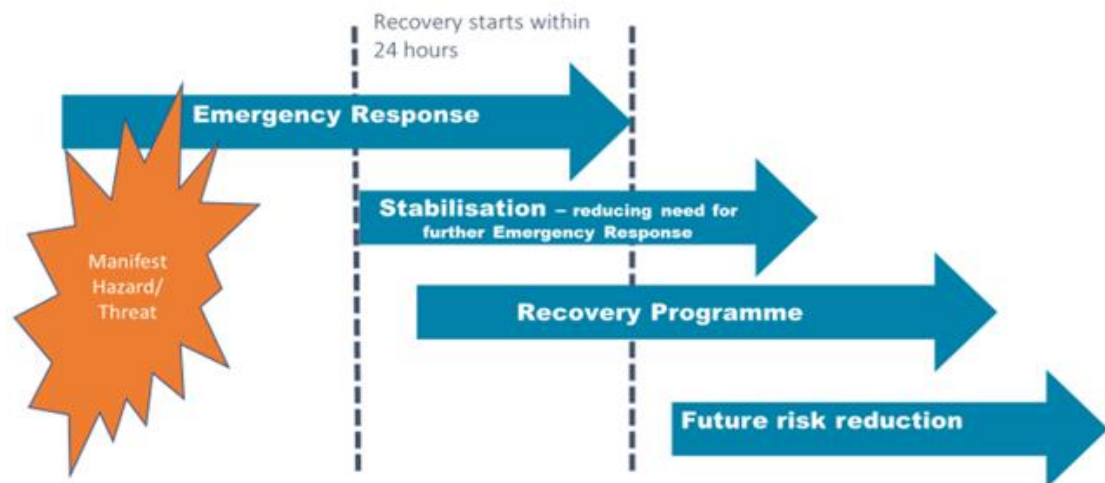 Recovery starts within
24 hours
Emergency Response
Stabilisation – reducing need for
further Emergency Response
Manifest
Hazard/
Threat
Recovery Programme
Future risk reduction